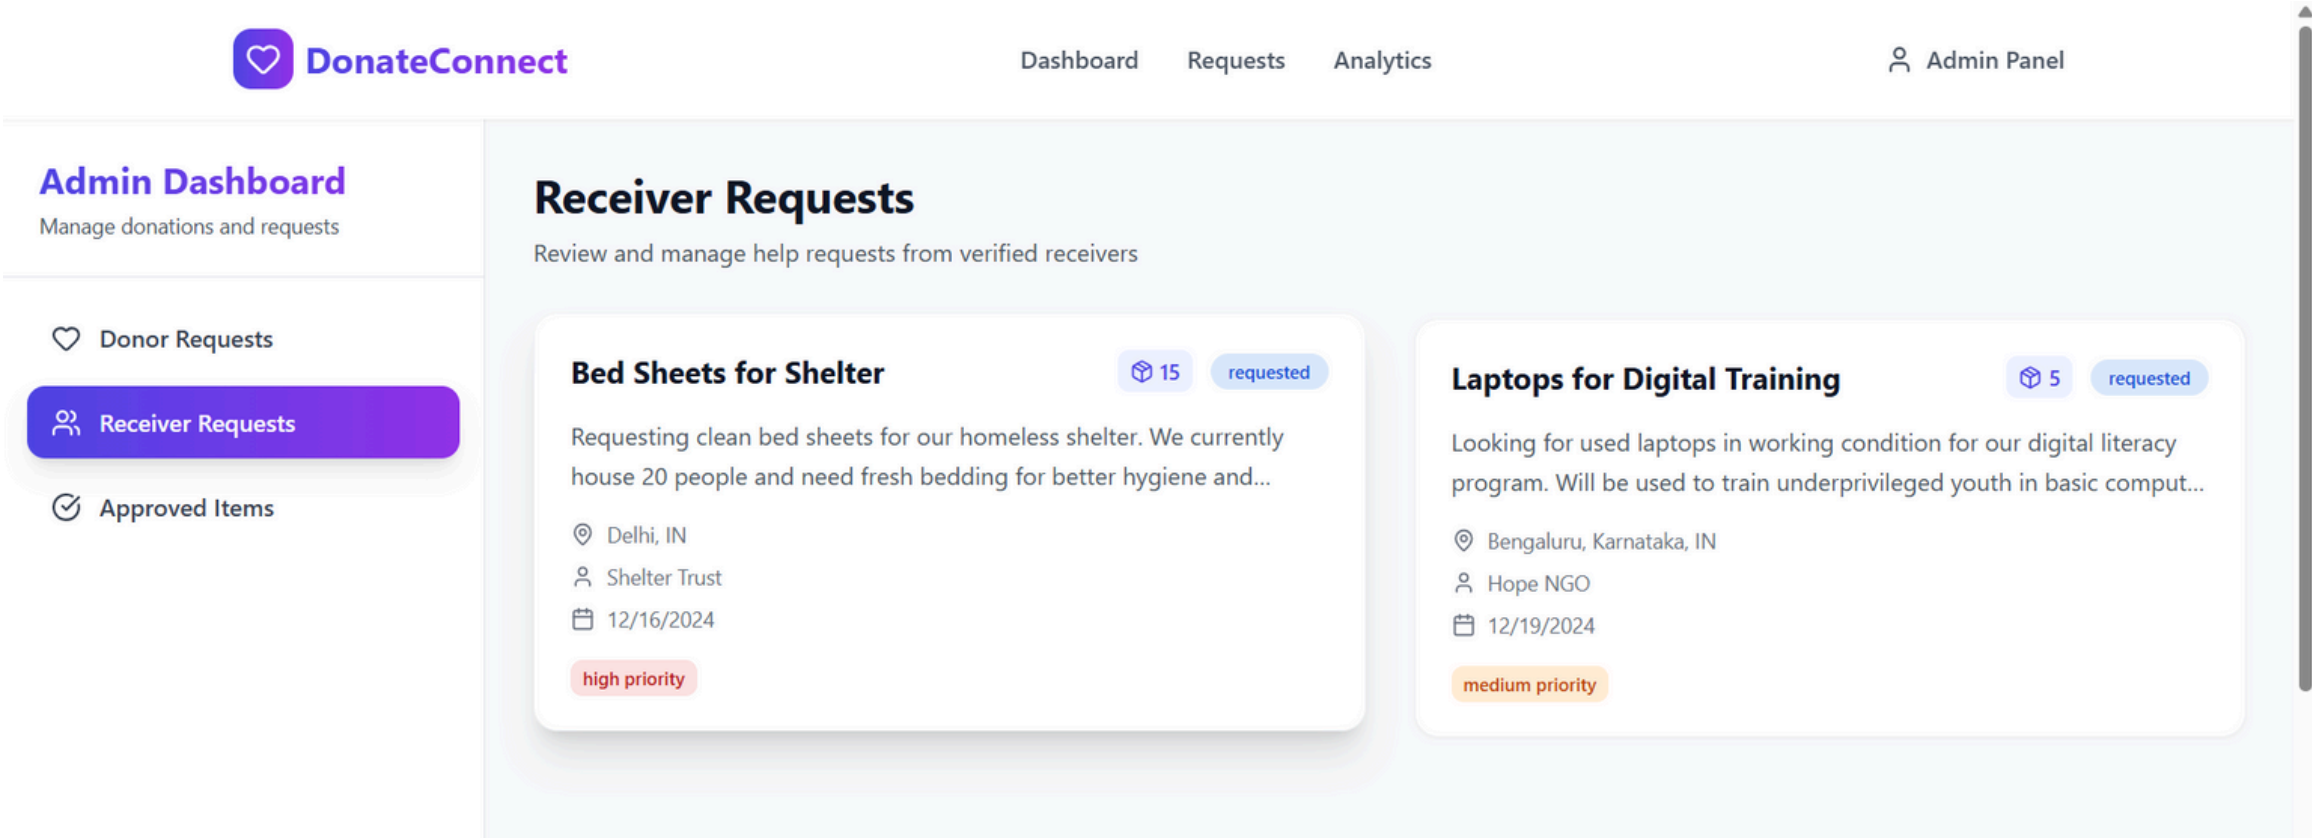 DonateConnect
Dashboard
Requests
Analytics
Admin Panel
Admin Dashboard
Manage donations and requests
Donor Requests
Receiver Requests
Approved Items
Receiver Requests
Review and manage help requests from verified receivers
Bed Sheets for Shelter
15
requested
Requesting clean bed sheets for our homeless shelter. We currently
house 20 people and need fresh bedding for better hygiene and...
Delhi, IN
Shelter Trust
12/16/2024
high priority
Laptops for Digital Training
5
requested
Looking for used laptops in working condition for our digital literacy
program. Will be used to train underprivileged youth in basic comput...
Bengaluru, Karnataka, IN
Hope NGO
12/19/2024
medium priority